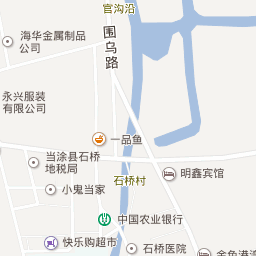 官沟沿
海华金属制品
公司
围乌路
永兴服装
有限公司
一品鱼
当涂县石桥
地税局
明鑫宾馆
石桥村
小鬼当家
中国农业银行
快乐购超市
石桥医院